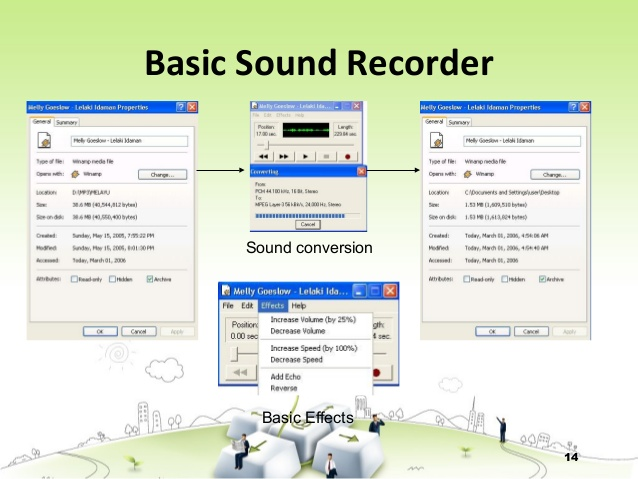 Basic Sound Recorder
Melly Goeslow - Lelaki Idaman Properties
General Summary
Melly Goeslow - Lelaki Idaman
Type of file: Winamp media file
Opens with: Winamp Change...
Location: D:\MP3\MELAYU
Size: 38.6 MB (40,544,812 bytes)
Size on disk: 38.6 MB (40,550,400 bytes)
Created: Sunday, May 15, 2005, 7:55:22 PM
Modified: Sunday, May 15, 2005, 8:01:30 PM
Accessed: Today, March 01, 2006
Attributes: Read-only Hidden Archive
OK Cancel Apply
Melly Goeslow - Lelaki Ida...
File Edit Effects Help
Position: Length:
17.00 sec. 223.84 sec.
Converting
From:
PCM 44.100 kHz, 16 Bit, Stereo
To:
MPEG Layer-3 56 kBit/s, 24,000 Hz, Stereo
Cancel
Sound conversion
Melly Goeslow - Lelaki Idaman Properties
General Summary
Melly Goeslow - Lelaki Idaman
Type of file: Winamp media file
Opens with: Winamp Change...
Location: C:\Documents and Settings\user\Desktop
Size: 1.53 MB (1,609,530 bytes)
Size on disk: 1.53 MB (1,613,824 bytes)
Created: Today, March 01, 2006, 4:54:06 AM
Modified: Today, March 01, 2006, 4:54:40 AM
Accessed: Today, March 01, 2006
Attributes: Read-only Hidden Archive
OK Cancel Apply
Melly Goeslow - Lelaki Ida...
File Edit Effects Help
Position: gth:
0.00 sec 4 sec.
Increase Volume (by 25%)
Decrease Volume
Increase Speed (by 100%)
Decrease Speed
Add Echo
Reverse
Basic Effects
14